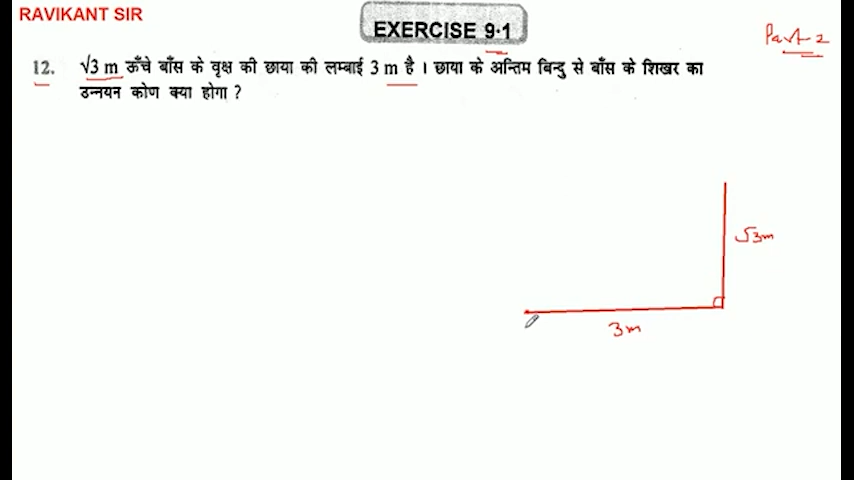 RAVIKANT SIR
EXERCISE 9·1
Part 2
12. √3 m ऊँचे बाँस के वृक्ष की छाया की लम्बाई 3 m है । छाया के अन्तिम बिन्दु से बाँस के शिखर का
उन्नयन कोण क्या होगा ?
√3m
3m